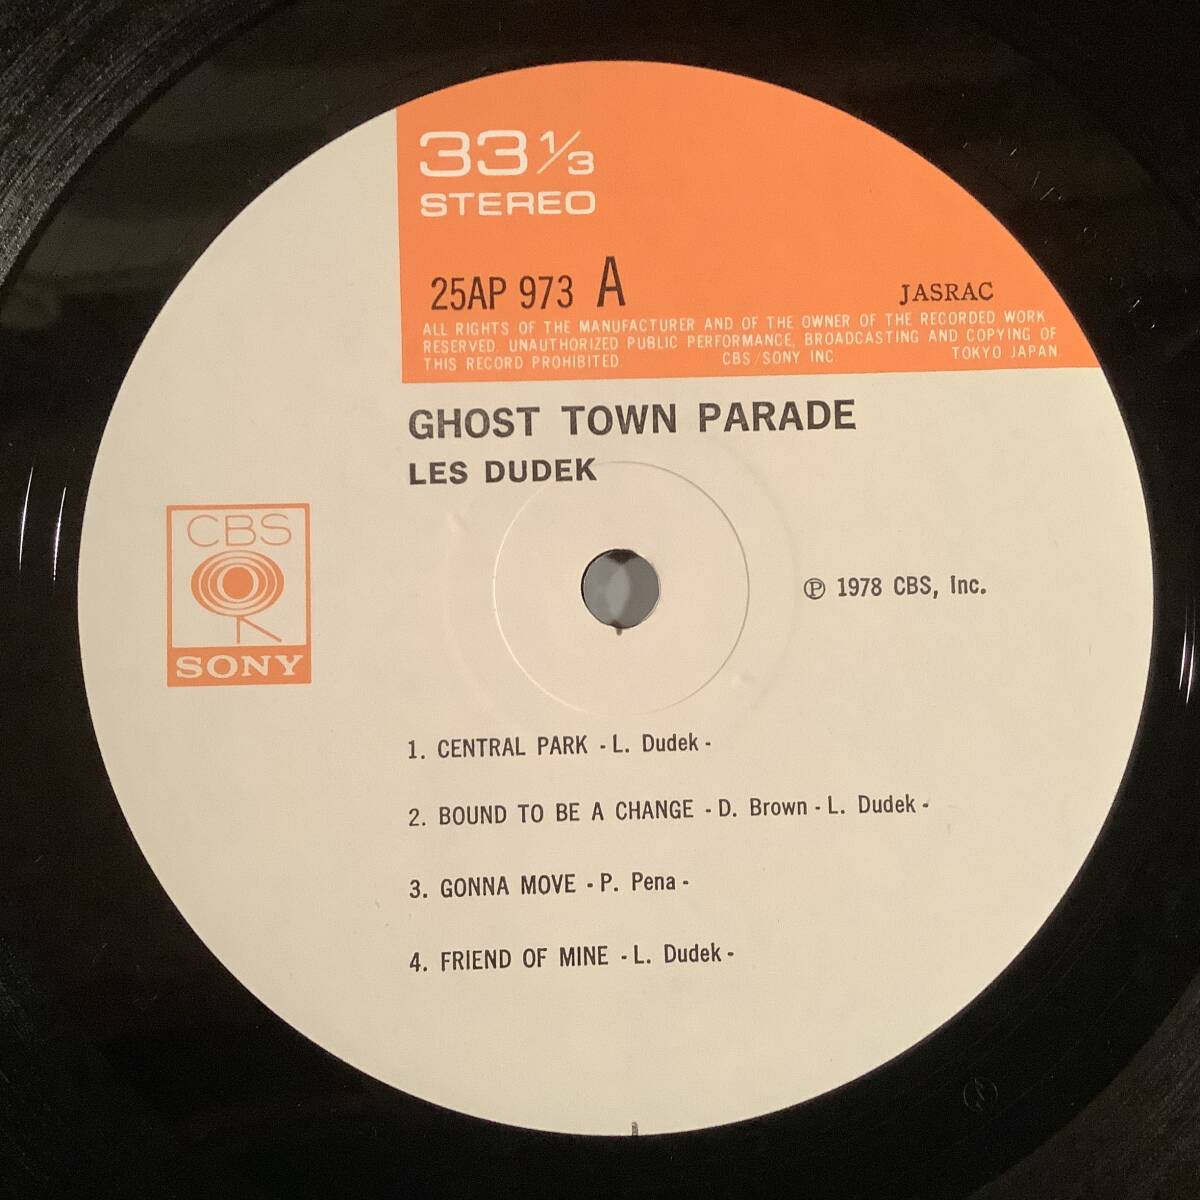 33 1/3
STEREO
25AP 973 A
JASRAC
ALL RIGHTS OF THE MANUFACTURER AND OF THE OWNER OF THE RECORDED WORK
RESERVED. UNAUTHORIZED PUBLIC PERFORMANCE, BROADCASTING AND COPYING OF
THIS RECORD PROHIBITED. CBS/SONY INC. TOKYO JAPAN.
GHOST TOWN PARADE
LES DUDEK
CBS
SONY
℗ 1978 CBS, Inc.
1. CENTRAL PARK - L. Dudek -
2. BOUND TO BE A CHANGE - D. Brown - L. Dudek -
3. GONNA MOVE - P. Pena -
4. FRIEND OF MINE - L. Dudek -